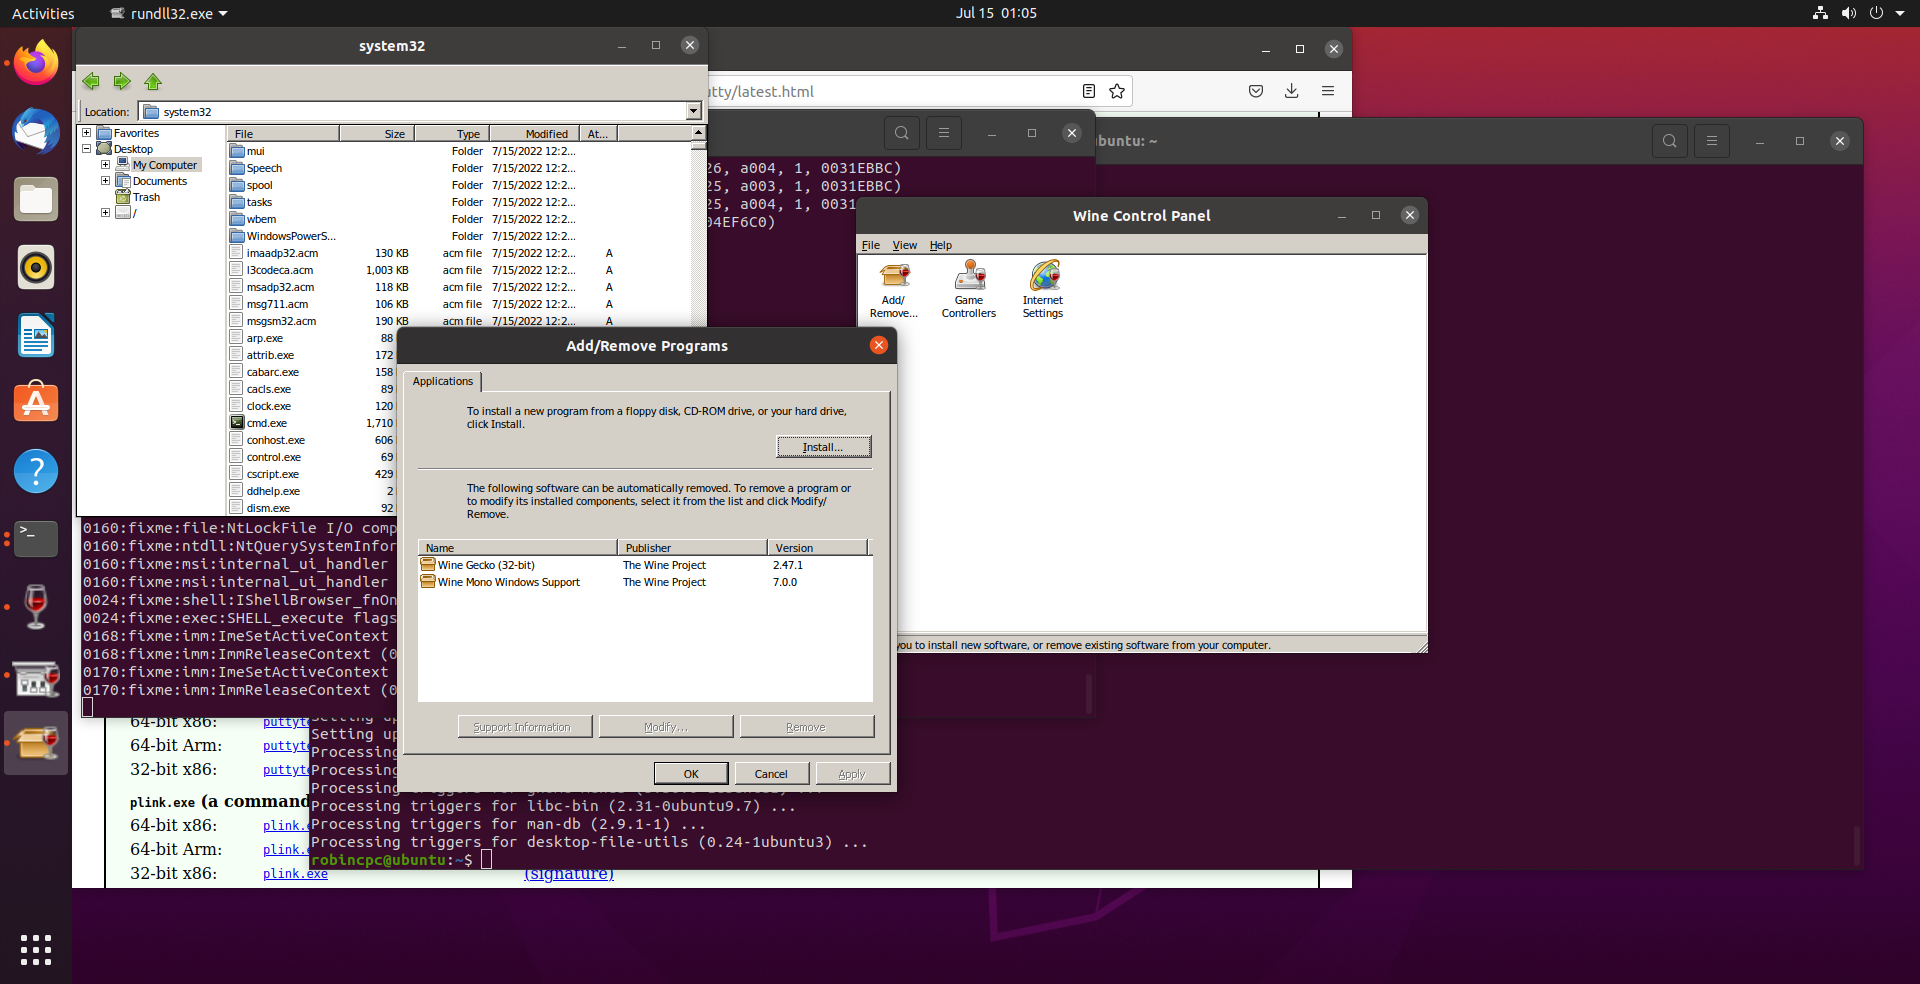 Activities
rundll32.exe
Jul 15 01:05
system32
Location:
system32
Favorites
Desktop
My Computer
Documents
Trash
/
File Size Type Modified At...
mui Folder 7/15/2022 12:2...
Speech Folder 7/15/2022 12:2...
spool Folder 7/15/2022 12:2...
tasks Folder 7/15/2022 12:2...
wbem Folder 7/15/2022 12:2...
WindowsPowerS... Folder 7/15/2022 12:2...
imaadp32.acm 130 KB acm file 7/15/2022 12:2... A
l3codeca.acm 1,003 KB acm file 7/15/2022 12:2... A
msadp32.acm 118 KB acm file 7/15/2022 12:2... A
msg711.acm 106 KB acm file 7/15/2022 12:2... A
msgsm32.acm 190 KB acm file 7/15/2022 12:2... A
arp.exe 88
attrib.exe 172
cabarc.exe 158
cacls.exe 89
clock.exe 120
cmd.exe 1,710
conhost.exe 606
control.exe 69
cscript.exe 429
ddhelp.exe 2
dism.exe 92
utty/latest.html
26, a004, 1, 0031EBBC)
25, a003, 1, 0031EBBC)
25, a004, 1, 0031
04EF6C0)
buntu: ~
Wine Control Panel
File View Help
Add/
Remove...
Game
Controllers
Internet
Settings
you to install new software, or remove existing software from your computer.
Add/Remove Programs
Applications
To install a new program from a floppy disk, CD-ROM drive, or your hard drive,
click Install.
Install...
The following software can be automatically removed. To remove a program or
to modify its installed components, select it from the list and click Modify/
Remove.
Name Publisher Version
Wine Gecko (32-bit) The Wine Project 2.47.1
Wine Mono Windows Support The Wine Project 7.0.0
Support Information Modify... Remove
OK Cancel Apply
0160:fixme:file:NtLockFile I/O comp
0160:fixme:ntdll:NtQuerySystemInfor
0160:fixme:msi:internal_ui_handler
0160:fixme:msi:internal_ui_handler
0024:fixme:shell:IShellBrowser_fnOn
0024:fixme:exec:SHELL_execute flags
0168:fixme:imm:ImeSetActiveContext
0168:fixme:imm:ImmReleaseContext (0
0170:fixme:imm:ImeSetActiveContext
0170:fixme:imm:ImmReleaseContext (0
64-bit x86: puttyte
64-bit Arm: puttyte
32-bit x86: puttyte
plink.exe (a command
64-bit x86: plink.e
64-bit Arm: plink.e
32-bit x86: plink.exe (signature)
Setting up
Setting up
Processing
Processing
Processing triggers for
Processing triggers for libc-bin (2.31-0ubuntu9.7) ...
Processing triggers for man-db (2.9.1-1) ...
Processing triggers for desktop-file-utils (0.24-1ubuntu3) ...
robincpc@ubuntu:~$